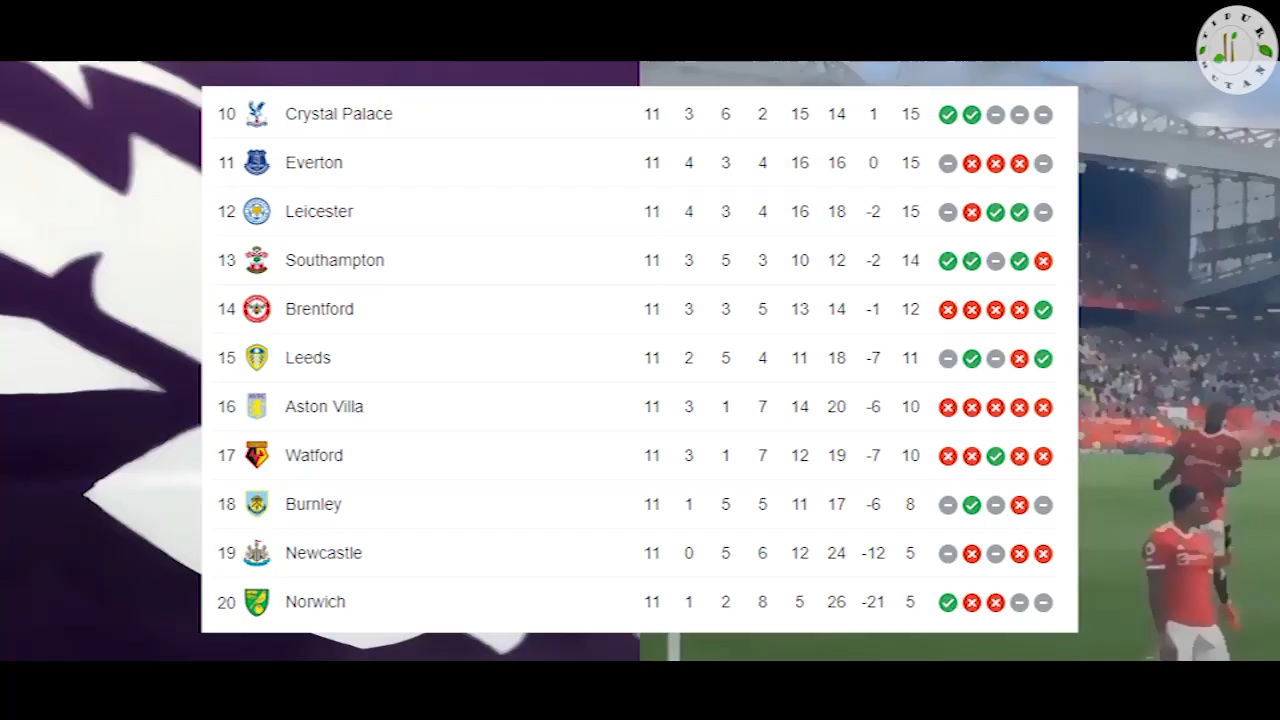 TIDUR
HUTAN
10 Crystal Palace 11 3 6 2 15 14 1 15
11 Everton 11 4 3 4 16 16 0 15
12 Leicester 11 4 3 4 16 18 -2 15
13 Southampton 11 3 5 3 10 12 -2 14
14 Brentford 11 3 3 5 13 14 -1 12
15 Leeds 11 2 5 4 11 18 -7 11
16 Aston Villa 11 3 1 7 14 20 -6 10
17 Watford 11 3 1 7 12 19 -7 10
18 Burnley 11 1 5 5 11 17 -6 8
19 Newcastle 11 0 5 6 12 24 -12 5
20 Norwich 11 1 2 8 5 26 -21 5